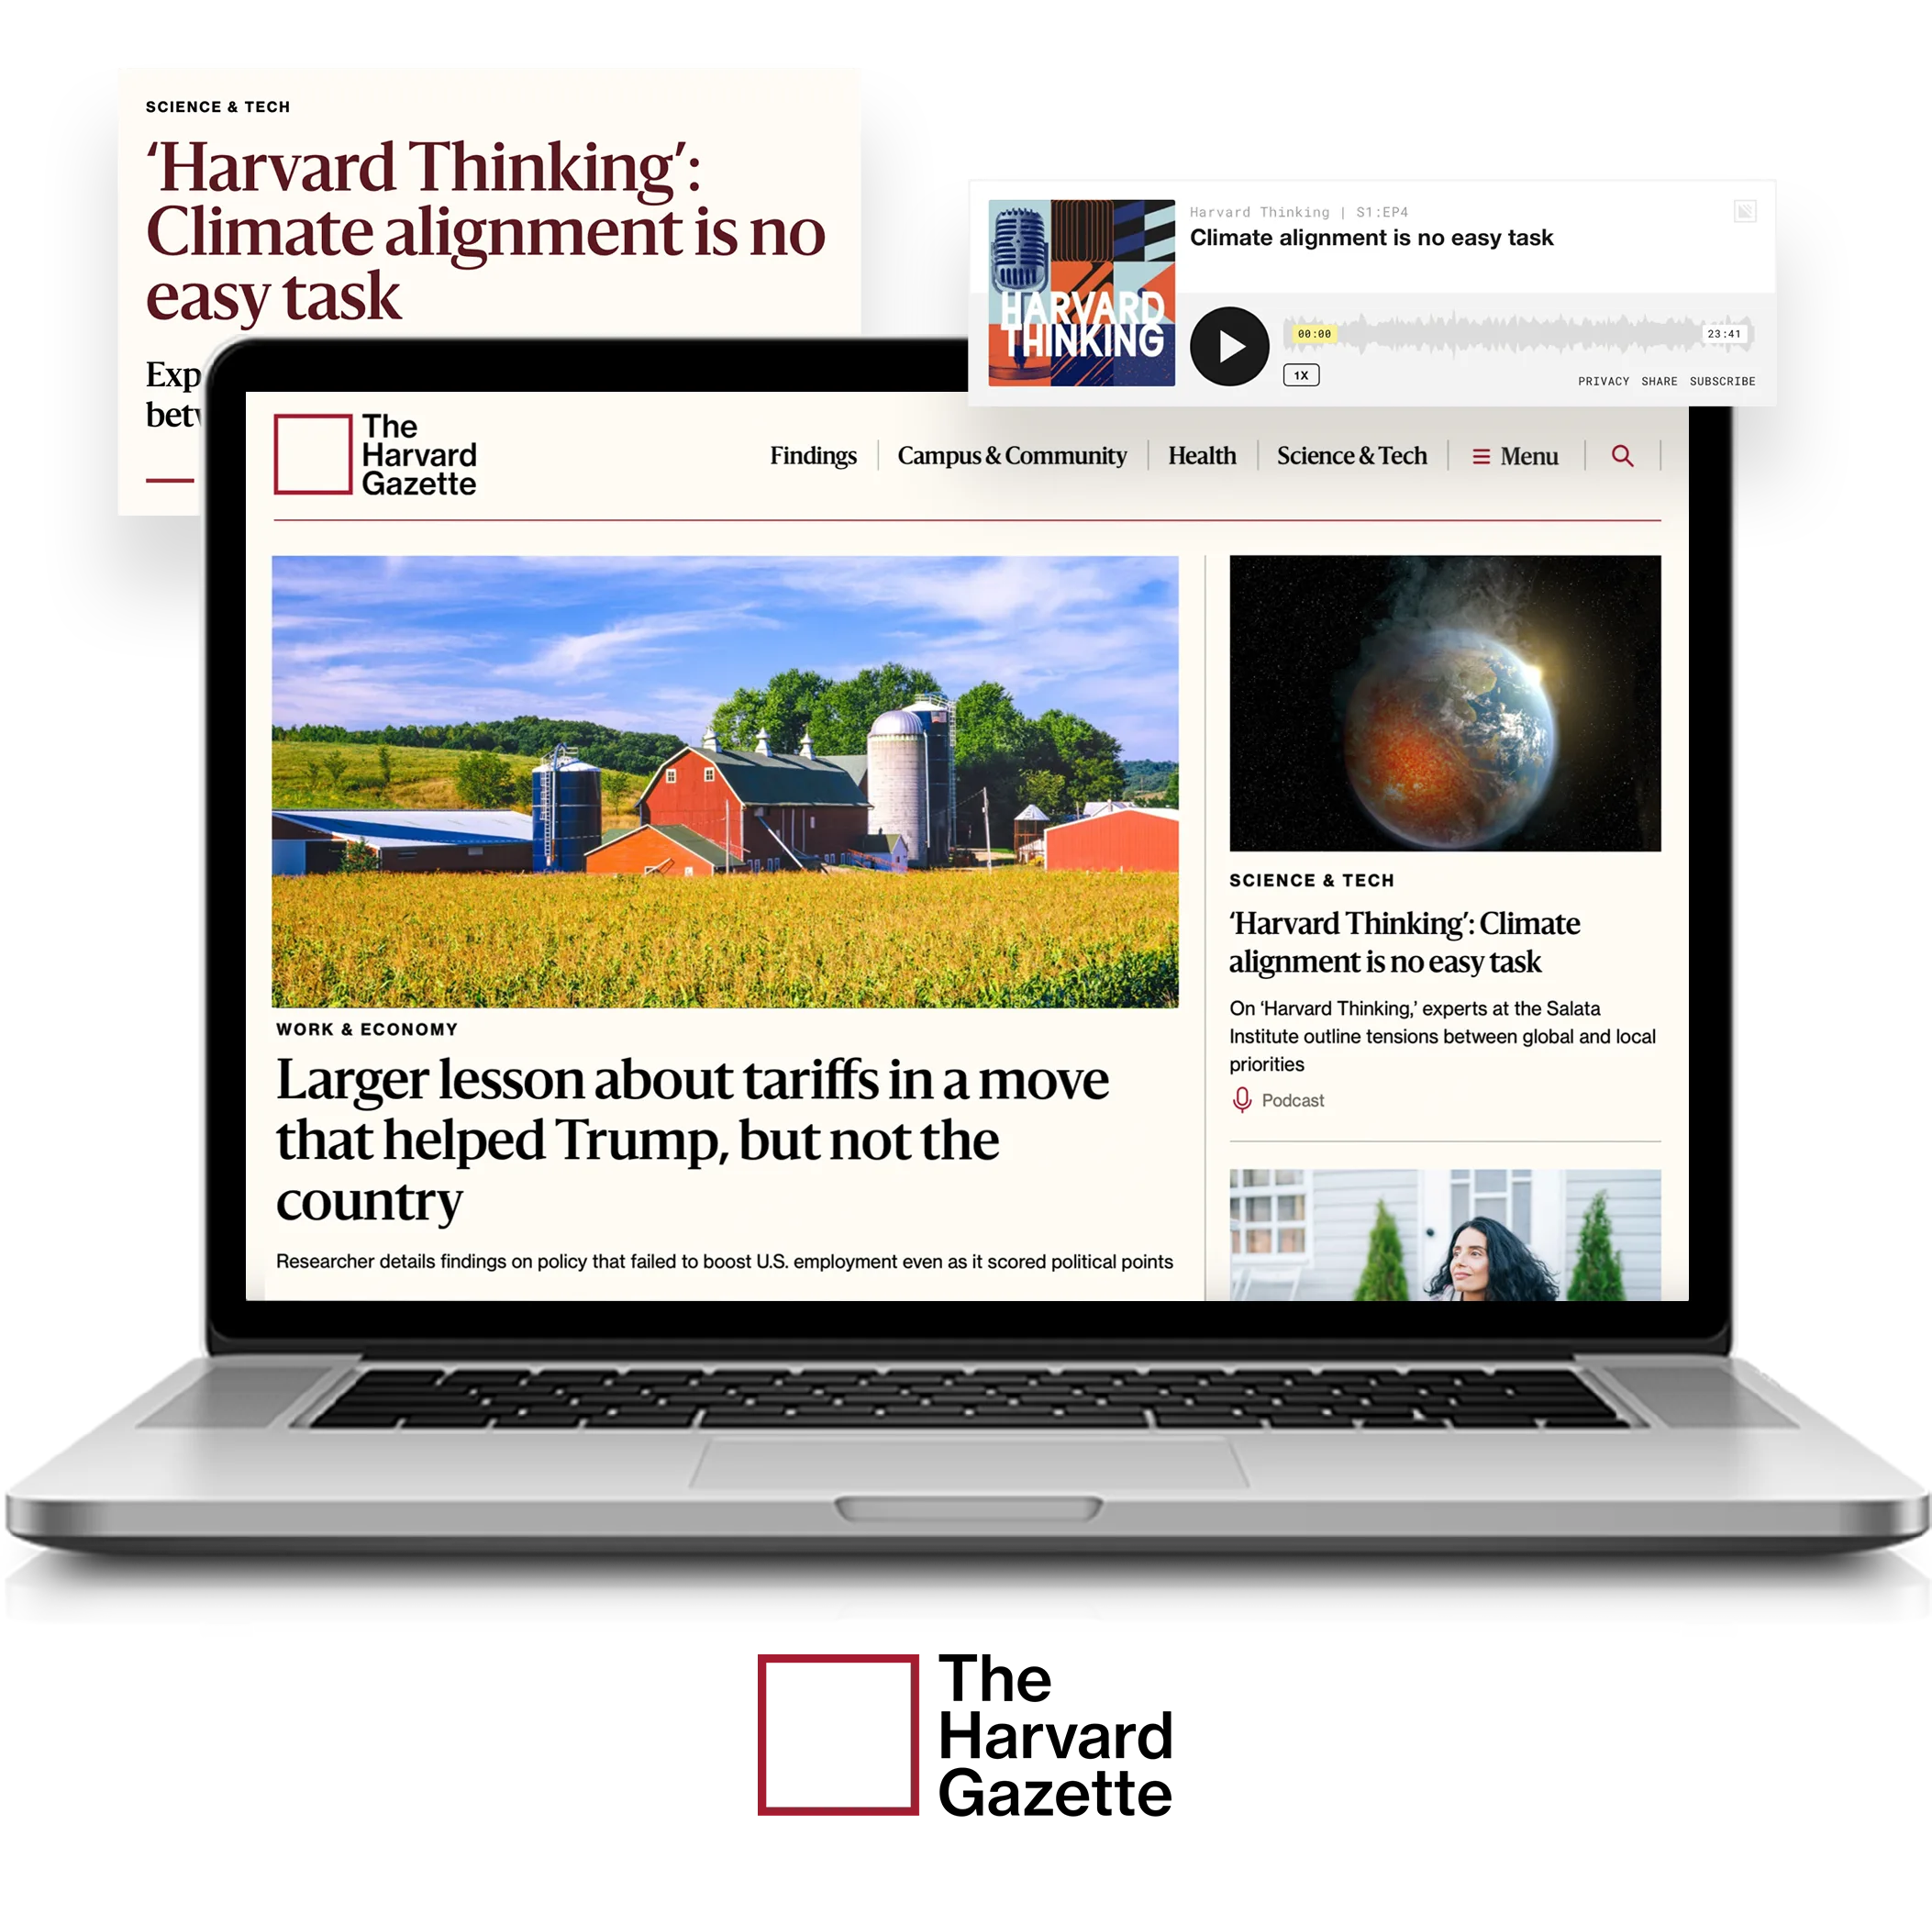 SCIENCE & TECH
‘Harvard Thinking’:
Climate alignment is no
easy task
Harvard Thinking | S1:EP4
Climate alignment is no easy task
HARVARD
THINKING
00:00
23:41
1X
PRIVACY SHARE SUBSCRIBE
The
Harvard
Gazette
Findings
Campus & Community
Health
Science & Tech
Menu
WORK & ECONOMY
Larger lesson about tariffs in a move
that helped Trump, but not the
country
Researcher details findings on policy that failed to boost U.S. employment even as it scored political points
SCIENCE & TECH
‘Harvard Thinking’: Climate
alignment is no easy task
On ‘Harvard Thinking,’ experts at the Salata
Institute outline tensions between global and local
priorities
Podcast
The
Harvard
Gazette